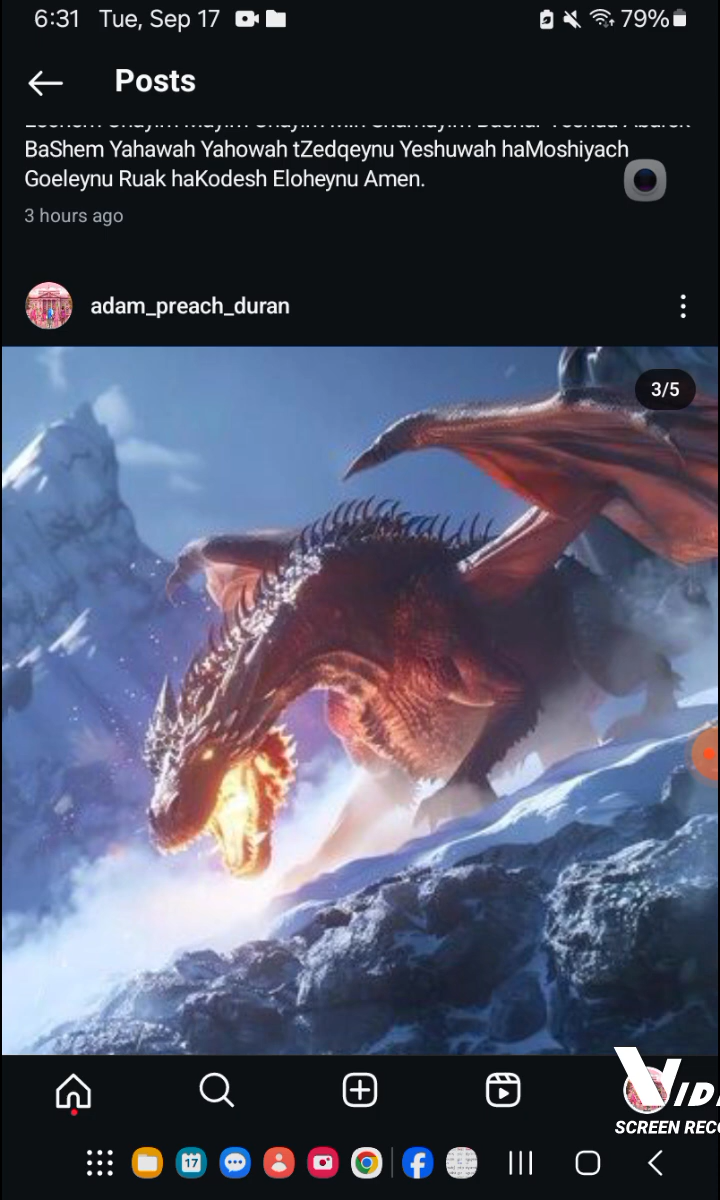 6:31 Tue, Sep 17 79%
Posts
BaShem Yahawah Yahowah tZedqeynu Yeshuwah haMoshiyach
Goeleynu Ruak haKodesh Eloheynu Amen.
3 hours ago
adam_preach_duran
3/5
SCREEN REC
17